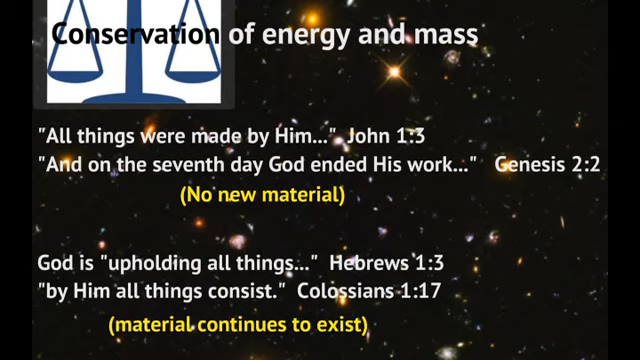 Conservation of energy and mass
"All things were made by Him..." John 1:3
"And on the seventh day God ended His work..." Genesis 2:2
(No new material)
God is "upholding all things..." Hebrews 1:3
"by Him all things consist." Colossians 1:17
(material continues to exist)